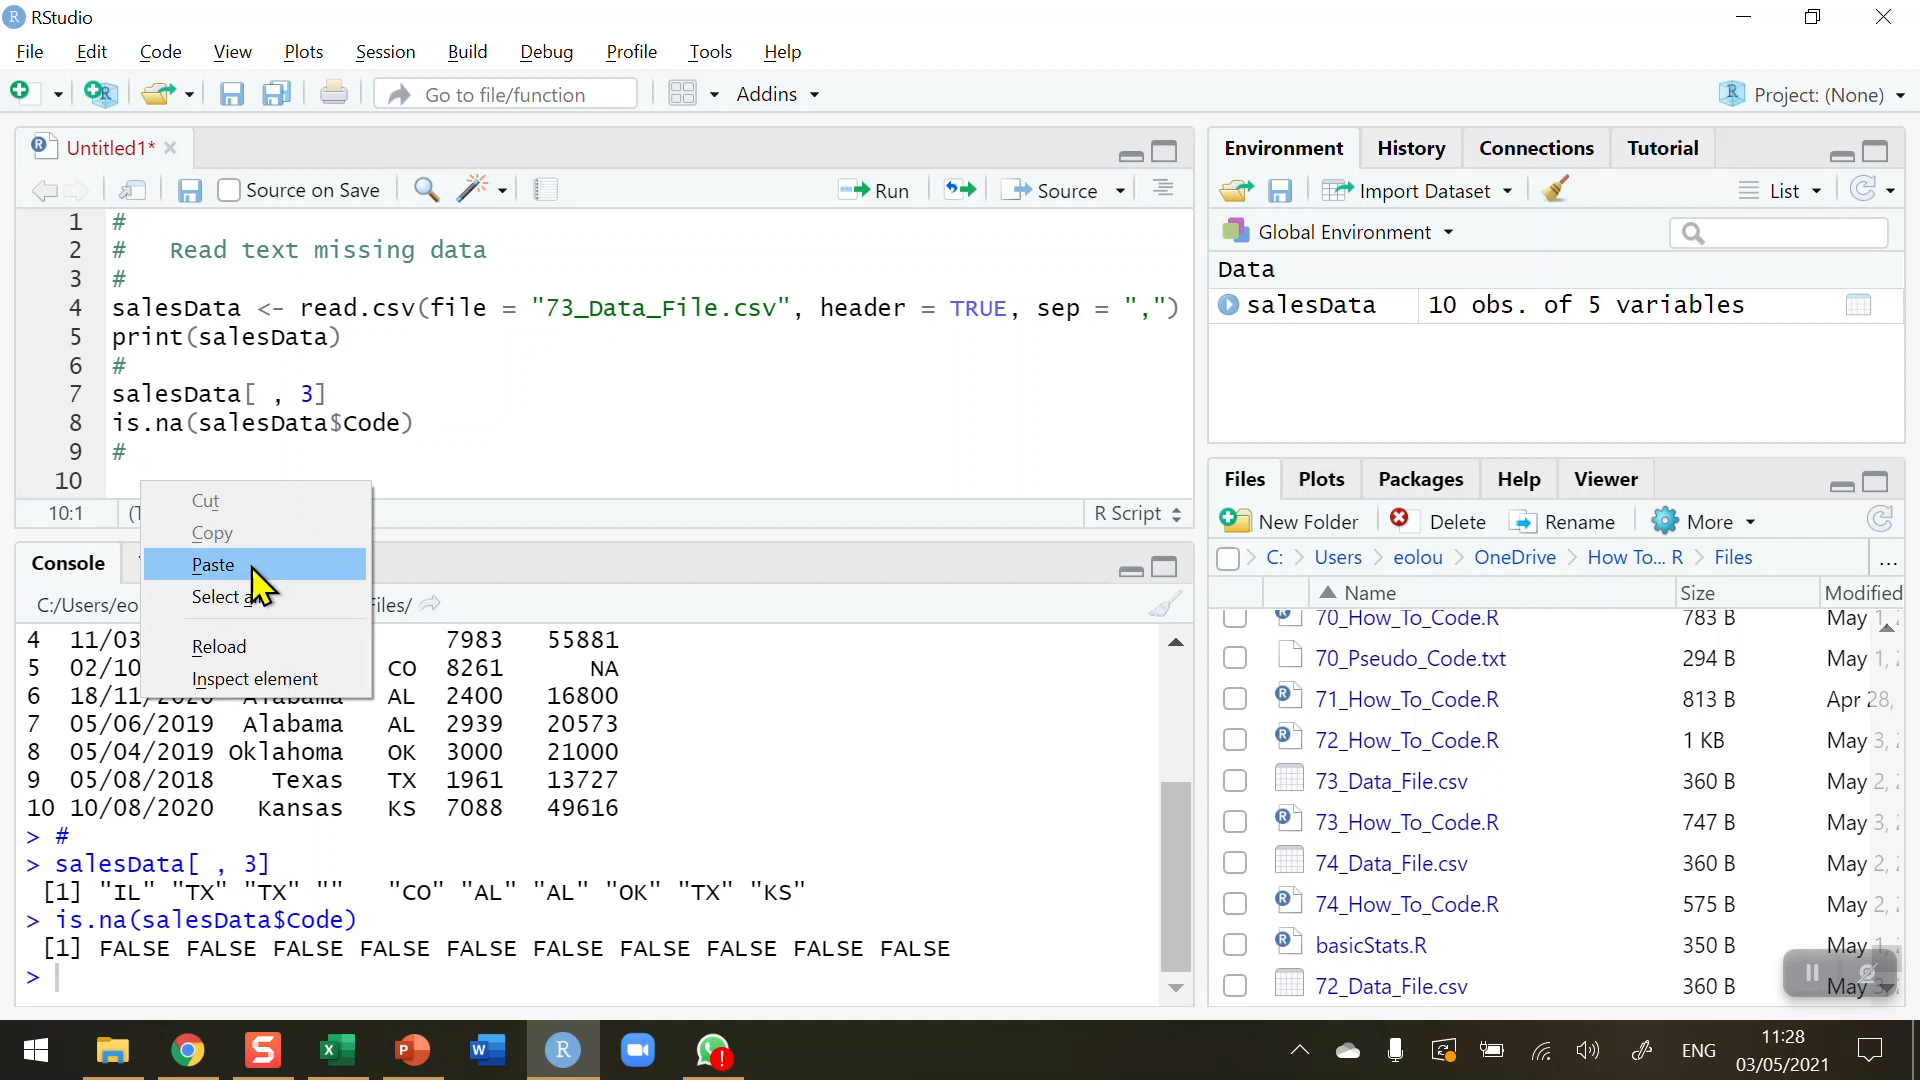 RStudio
File Edit Code View Plots Session Build Debug Profile Tools Help
Go to file/function Addins Project: (None)
Untitled1*
Source on Save Run Source
1 #
2 # Read text missing data
3 #
4 salesData <- read.csv(file = "73_Data_File.csv", header = TRUE, sep = ",")
5 print(salesData)
6 #
7 salesData[ , 3]
8 is.na(salesData$Code)
9 #
10
10:1 R Script
Cut
Copy
Paste
Select all
Reload
Inspect element
Console
C:/Users/eo iles/
4 11/03 7983 55881
5 02/10 CO 8261 NA
6 18/11/2020 Alabama AL 2400 16800
7 05/06/2019 Alabama AL 2939 20573
8 05/04/2019 Oklahoma OK 3000 21000
9 05/08/2018 Texas TX 1961 13727
10 10/08/2020 Kansas KS 7088 49616
> #
> salesData[ , 3]
[1] "IL" "TX" "TX" "" "CO" "AL" "AL" "OK" "TX" "KS"
> is.na(salesData$Code)
[1] FALSE FALSE FALSE FALSE FALSE FALSE FALSE FALSE FALSE FALSE
>
Environment History Connections Tutorial
Import Dataset List
Global Environment
Data
salesData 10 obs. of 5 variables
Files Plots Packages Help Viewer
New Folder Delete Rename More
C: Users eolou OneDrive How To... R Files ...
Name Size Modified
70_How_To_Code.R 783 B May 1,
70_Pseudo_Code.txt 294 B May 1,
71_How_To_Code.R 813 B Apr 28,
72_How_To_Code.R 1 KB May 3,
73_Data_File.csv 360 B May 2,
73_How_To_Code.R 747 B May 3,
74_Data_File.csv 360 B May 2,
74_How_To_Code.R 575 B May 2,
basicStats.R 350 B May 1,
72_Data_File.csv 360 B May 3,
ENG 11:28
03/05/2021